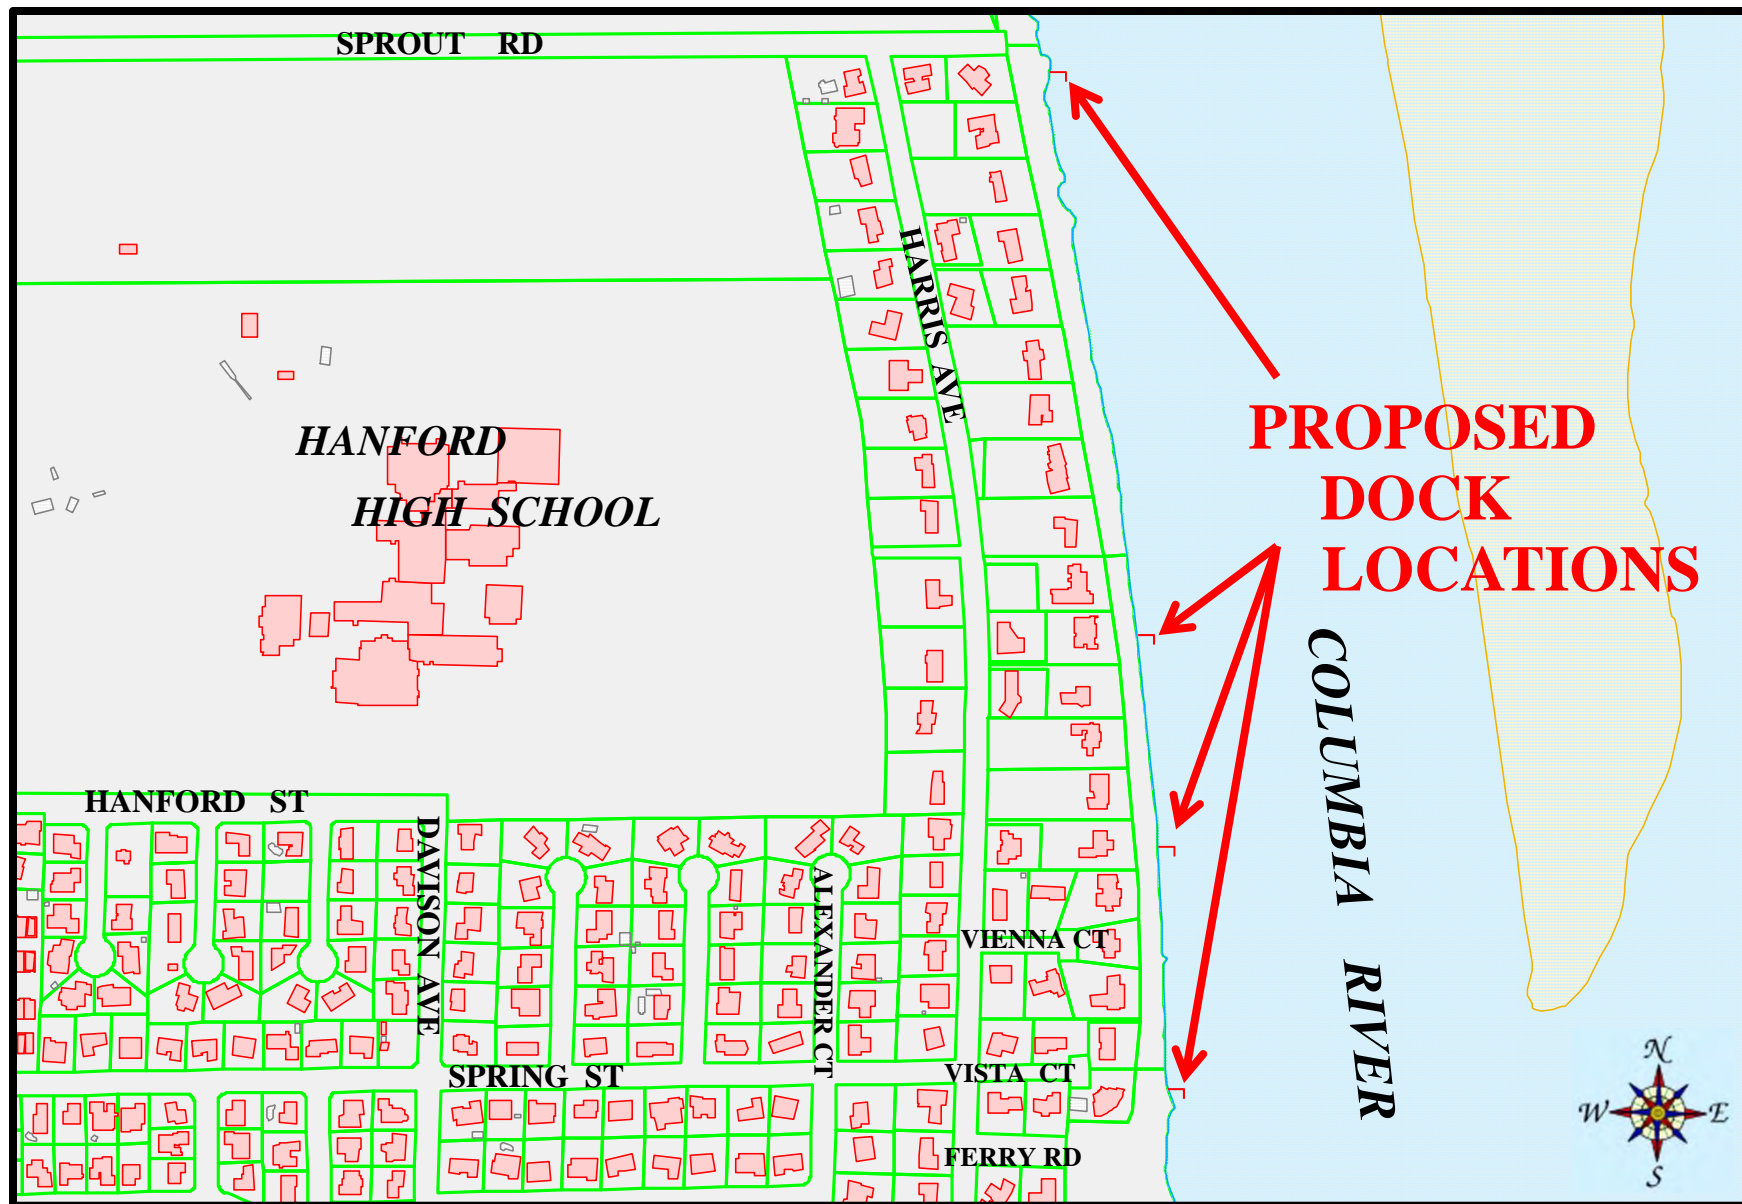 SPROUT RD
HARRIS AVE
PROPOSED
DOCK
LOCATIONS
HANFORD
HIGH SCHOOL
COLUMBIA RIVER
HANFORD ST
DAVISON AVE
ALEXANDER CT
VIENNA CT
VISTA CT
SPRING ST
FERRY RD
N
W E
S